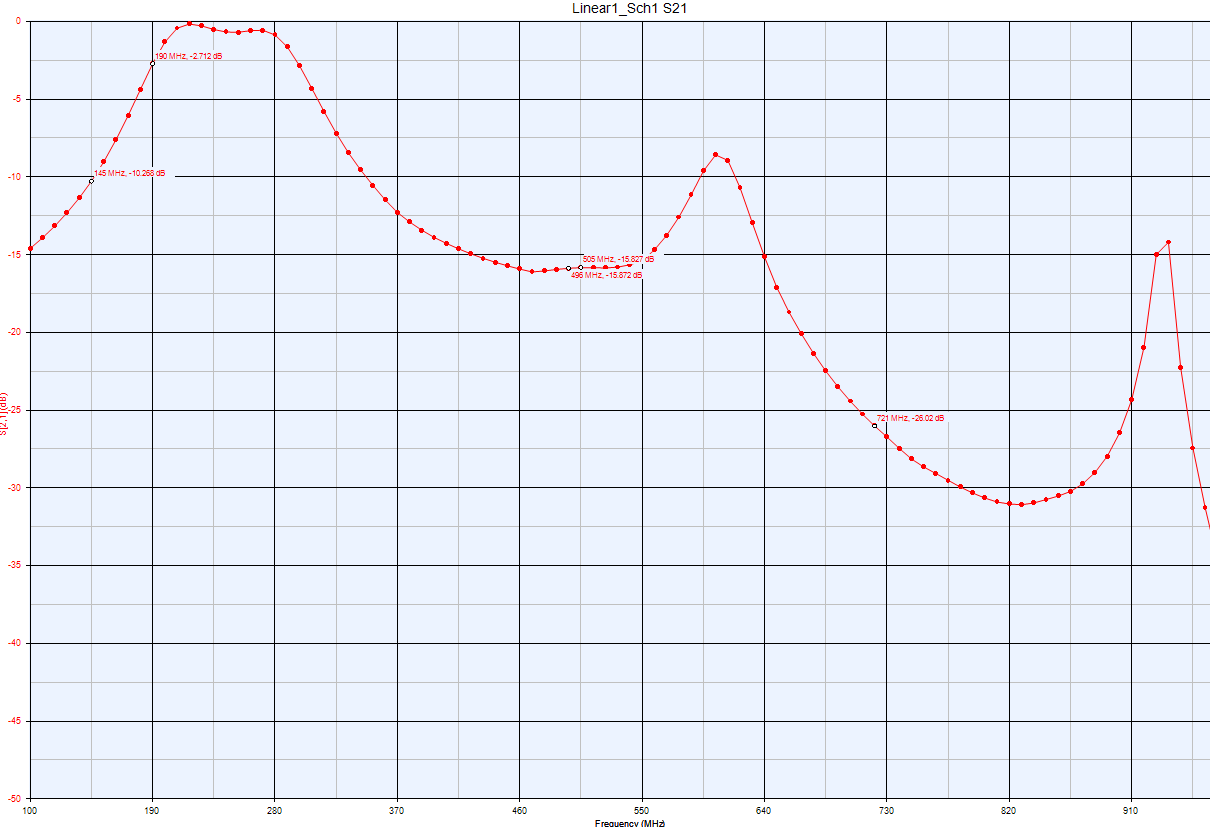 Linear1_Sch1 S21
0
190 MHz, -2.712 dB
-5
145 MHz, -10.268 dB
-10
-15
505 MHz, -15.827 dB
496 MHz, -15.872 dB
-20
S[2,1] (dB)
-25
721 MHz, -26.02 dB
-30
-35
-40
-45
-50
100 190 280 370 460 550 640 730 820 910
Frequency (MHz)